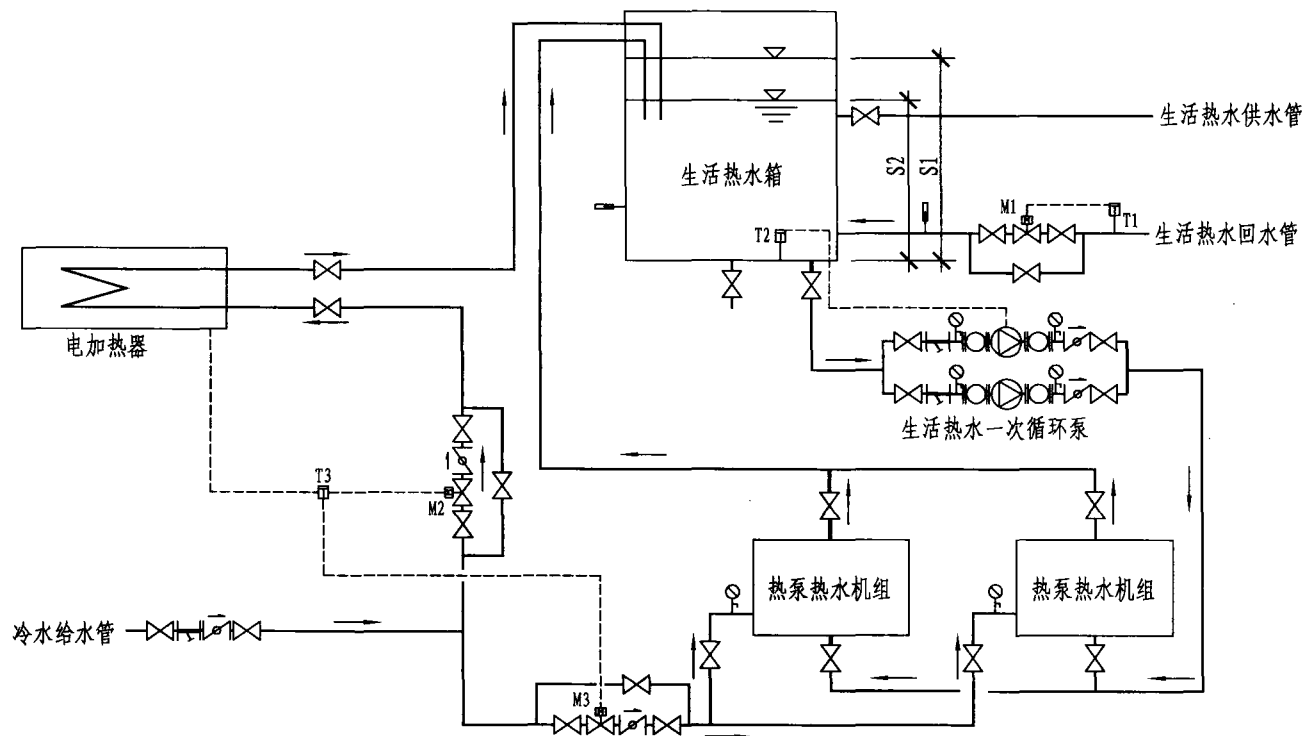 生活热水供水管
S2
S1
生活热水箱
M1
T1
T2
生活热水回水管
电加热器
生活热水一次循环泵
T3
M2
热泵热水机组
热泵热水机组
冷水给水管
M3